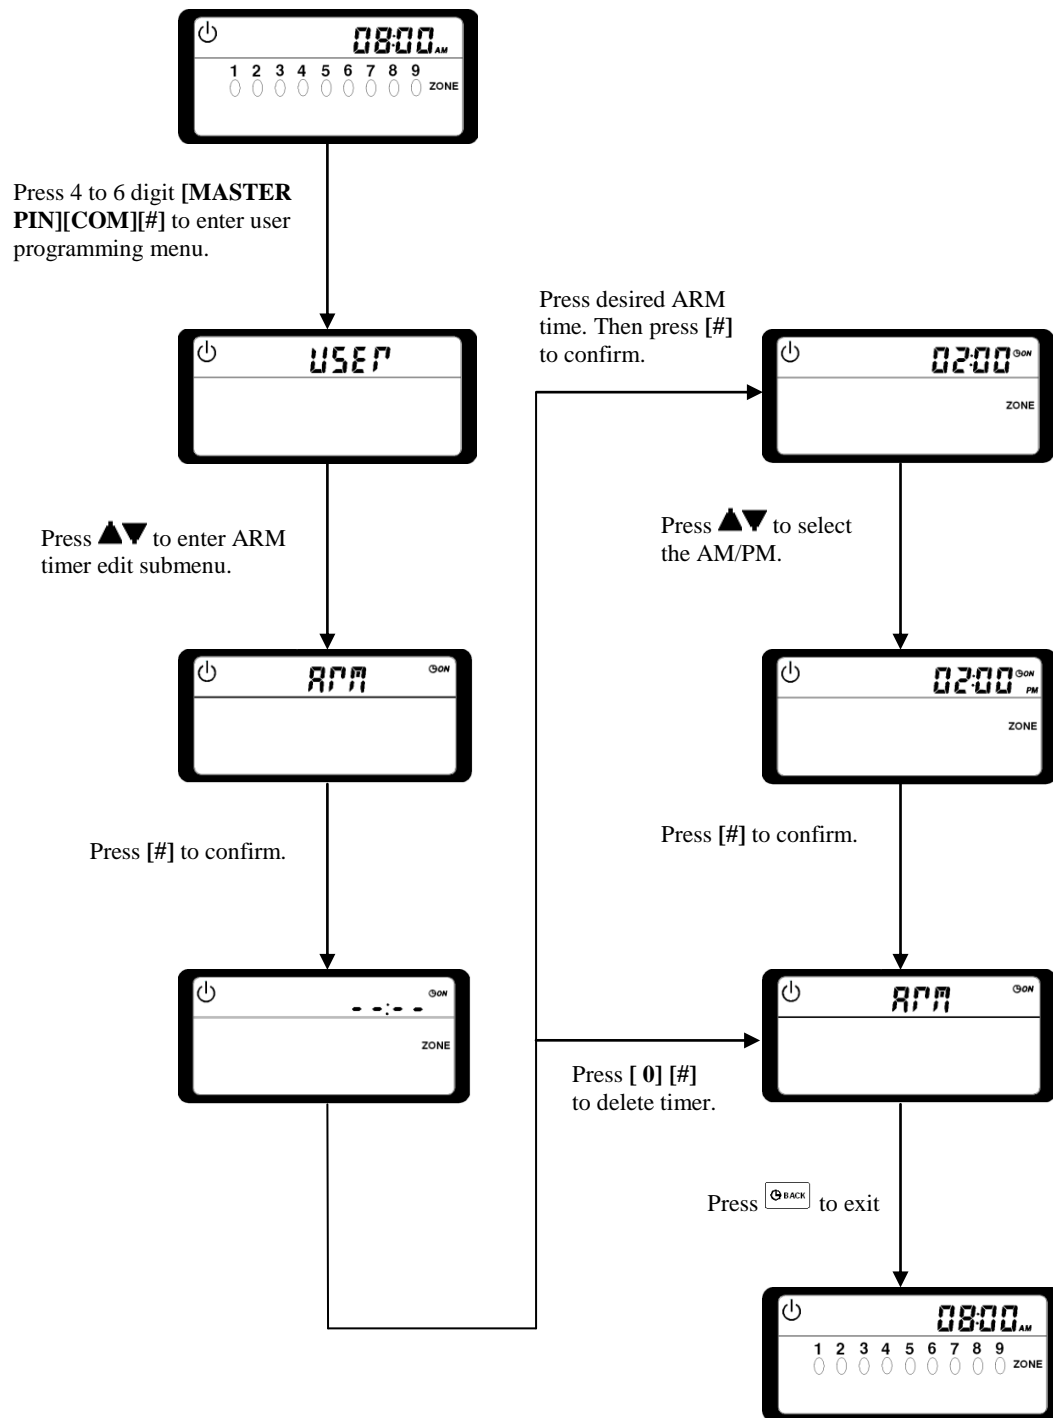 08:00 AM
1 2 3 4 5 6 7 8 9 ZONE
Press 4 to 6 digit [MASTER
PIN][COM][#] to enter user
programming menu.
USER
Press ▲▼ to enter ARM
timer edit submenu.
ARM ON
Press [#] to confirm.
- -:- - ON
ZONE
Press desired ARM
time. Then press [#]
to confirm.
02:00 ON
ZONE
Press ▲▼ to select
the AM/PM.
02:00 ON
PM
ZONE
Press [#] to confirm.
Press [ 0] [#]
to delete timer.
ARM ON
Press BACK to exit
08:00 AM
1 2 3 4 5 6 7 8 9 ZONE